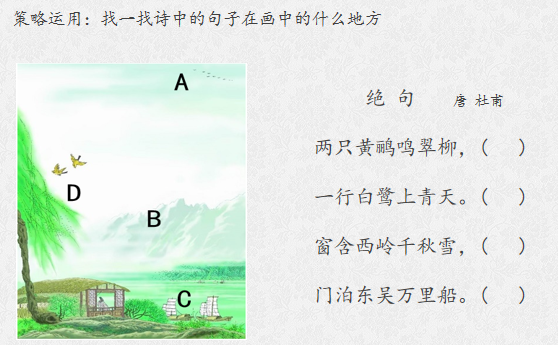 策略运用：找一找诗中的句子在画中的什么地方
A
绝 句 唐 杜甫
两只黄鹂鸣翠柳，（ ）
D
一行白鹭上青天。（ ）
B
窗含西岭千秋雪，（ ）
C
门泊东吴万里船。（ ）